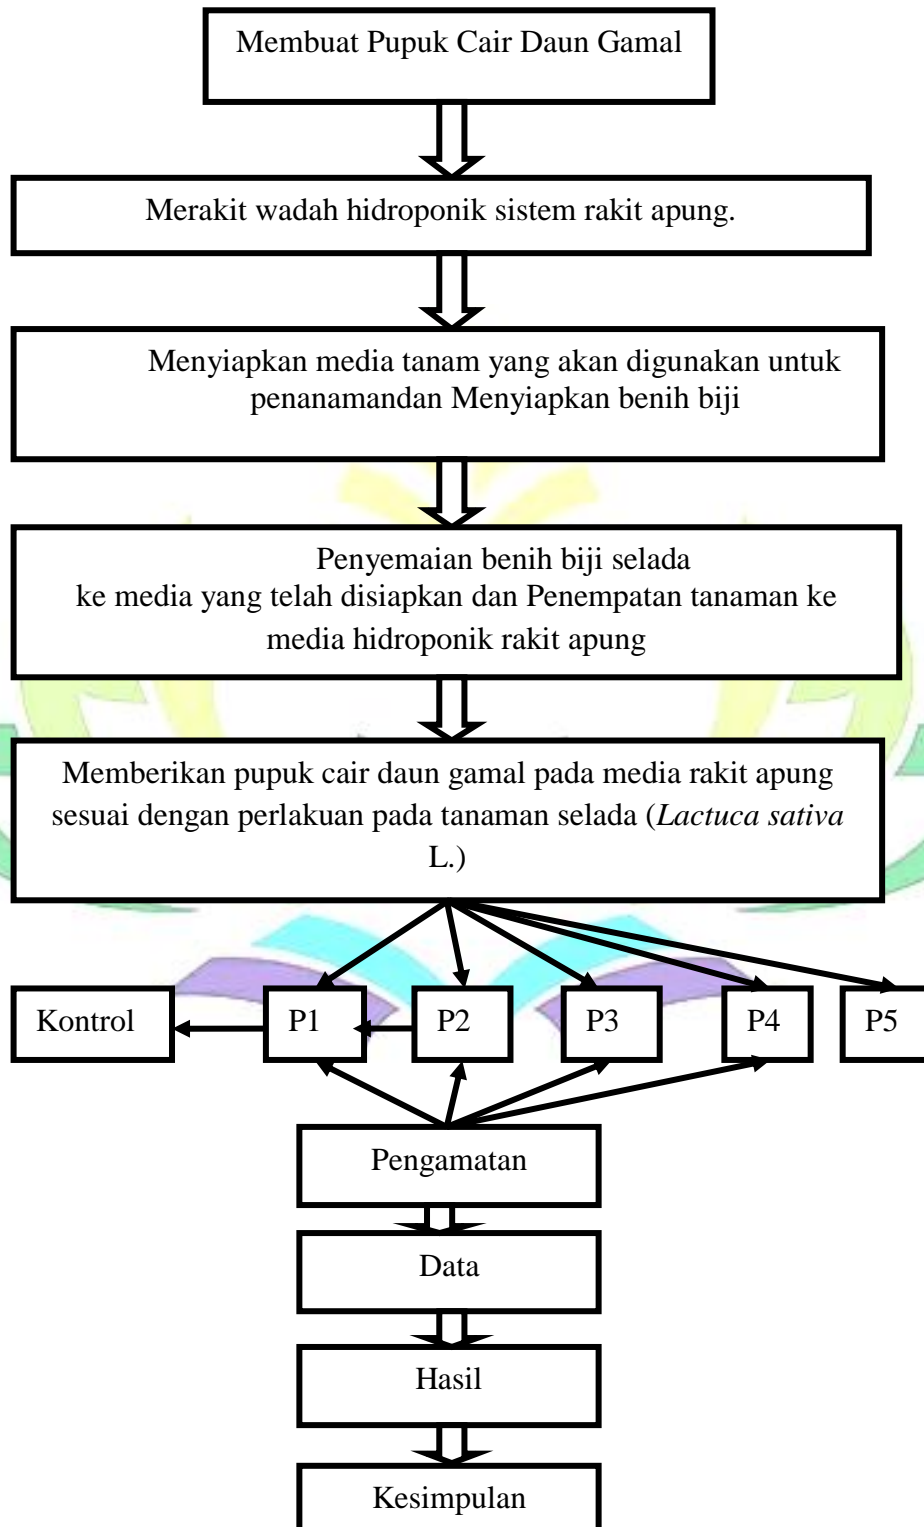 Membuat Pupuk Cair Daun Gamal
Merakit wadah hidroponik sistem rakit apung.
Menyiapkan media tanam yang akan digunakan untuk
penanamandan Menyiapkan benih biji
Penyemaian benih biji selada
ke media yang telah disiapkan dan Penempatan tanaman ke
media hidroponik rakit apung
Memberikan pupuk cair daun gamal pada media rakit apung
sesuai dengan perlakuan pada tanaman selada (Lactuca sativa
L.)
Kontrol P1 P2 P3 P4 P5
Pengamatan
Data
Hasil
Kesimpulan